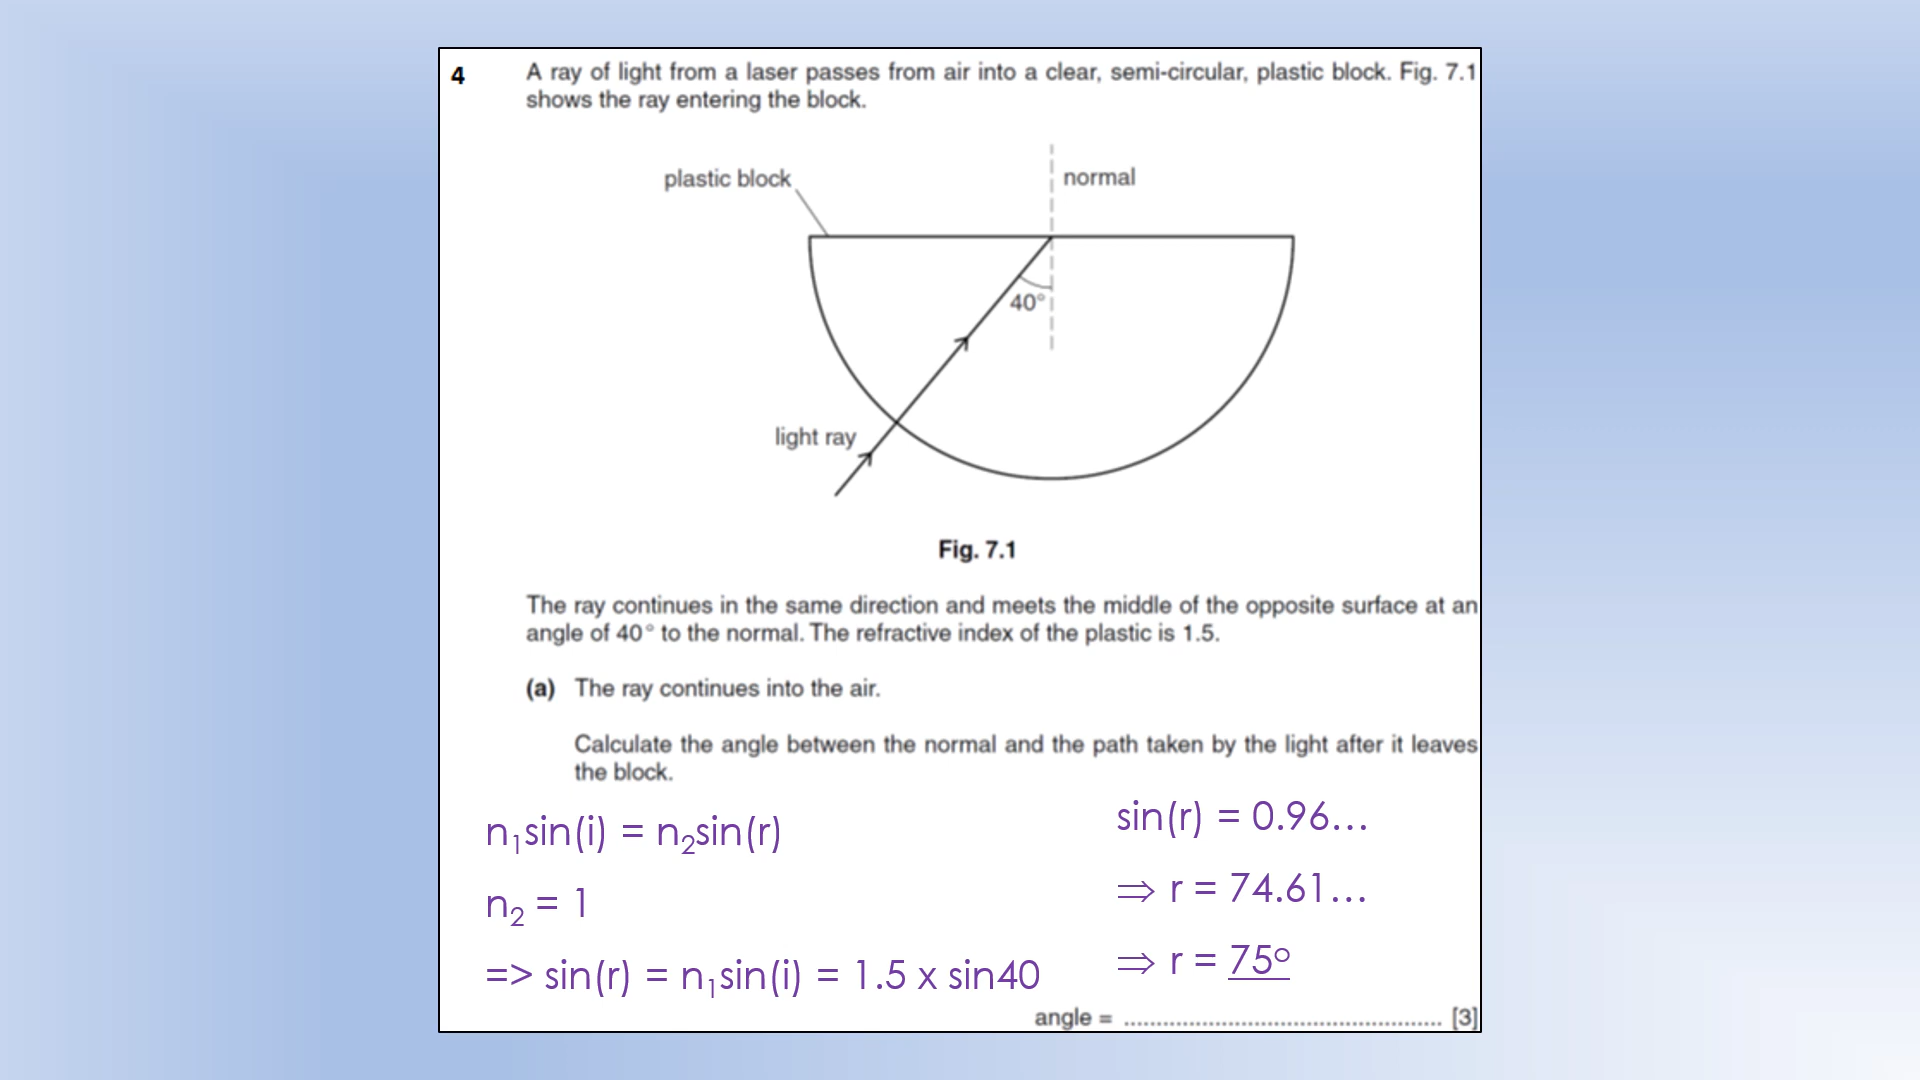 4 A ray of light from a laser passes from air into a clear, semi-circular, plastic block. Fig. 7.1
shows the ray entering the block.
plastic block
normal
40°
light ray
Fig. 7.1
The ray continues in the same direction and meets the middle of the opposite surface at an
angle of 40° to the normal. The refractive index of the plastic is 1.5.
(a) The ray continues into the air.
Calculate the angle between the normal and the path taken by the light after it leaves
the block.
n₁sin(i) = n₂sin(r)
n₂ = 1
=> sin(r) = n₁sin(i) = 1.5 x sin40
sin(r) = 0.96…
⇒ r = 74.61…
⇒ r = 75°
angle = ................................................ [3]